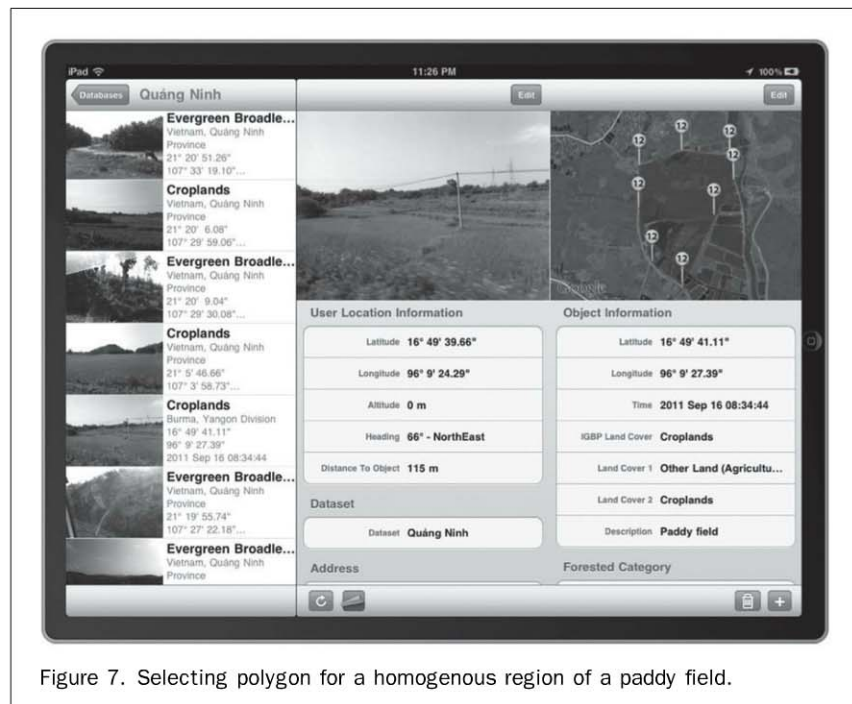 iPad
11:26 PM
100%
Databases
Quảng Ninh
Edit
Edit
Evergreen Broadle...
Vietnam, Quảng Ninh
Province
21° 20' 51.26"
107° 33' 19.10"...
Croplands
Vietnam, Quảng Ninh
Province
21° 20' 6.08"
107° 29' 59.06"...
Evergreen Broadle...
Vietnam, Quảng Ninh
Province
21° 20' 9.04"
107° 29' 30.08"...
Croplands
Vietnam, Quảng Ninh
Province
21° 5' 46.66"
107° 3' 58.73"...
Croplands
Burma, Yangon Division
16° 49' 41.11"
96° 9' 27.39"
2011 Sep 16 08:34:44
Evergreen Broadle...
Vietnam, Quảng Ninh
Province
21° 19' 55.74"
107° 27' 22.18"...
Evergreen Broadle...
Vietnam, Quảng Ninh
Province
12
12
12
12
12
12
12
12
Google
User Location Information
Latitude 16° 49' 39.66"
Longitude 96° 9' 24.29"
Altitude 0 m
Heading 66° - NorthEast
Distance To Object 115 m
Dataset
Dataset Quảng Ninh
Address
Object Information
Latitude 16° 49' 41.11"
Longitude 96° 9' 27.39"
Time 2011 Sep 16 08:34:44
IGBP Land Cover Croplands
Land Cover 1 Other Land (Agricultu...
Land Cover 2 Croplands
Description Paddy field
Forested Category
Figure 7. Selecting polygon for a homogenous region of a paddy field.